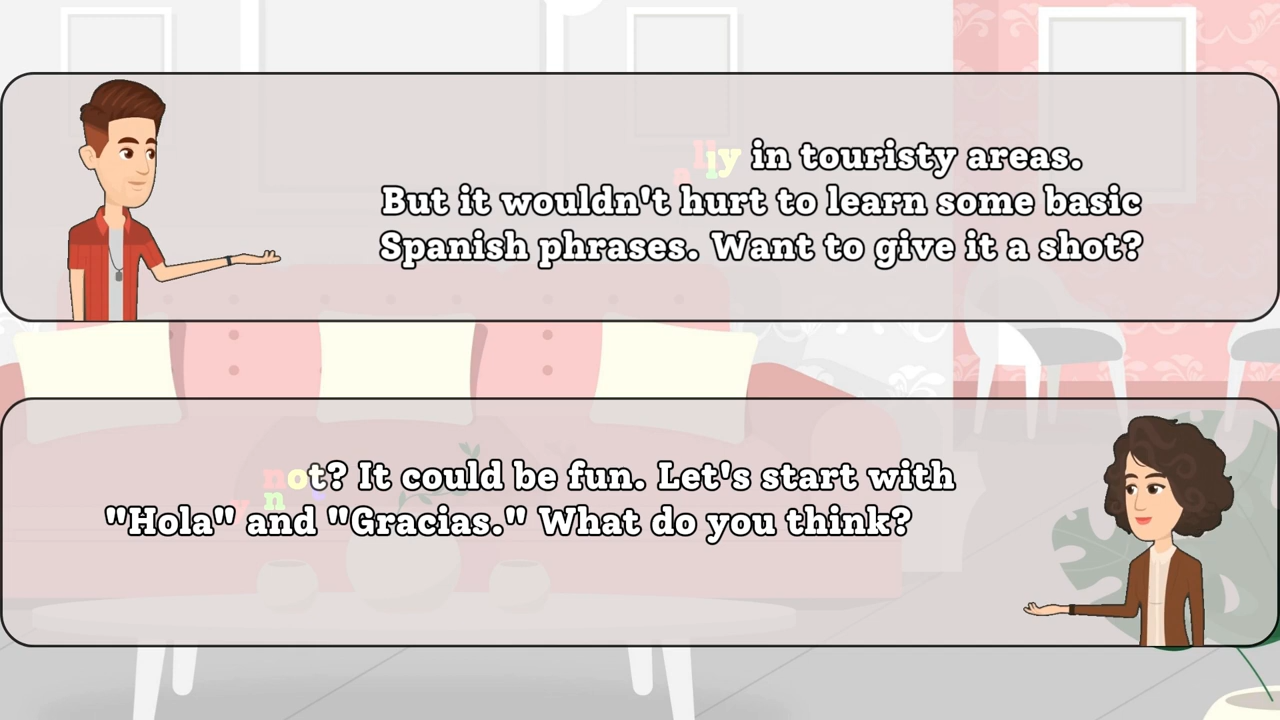 in touristy areas.
But it wouldn't hurt to learn some basic
Spanish phrases. Want to give it a shot?
not? It could be fun. Let's start with
"Hola" and "Gracias." What do you think?